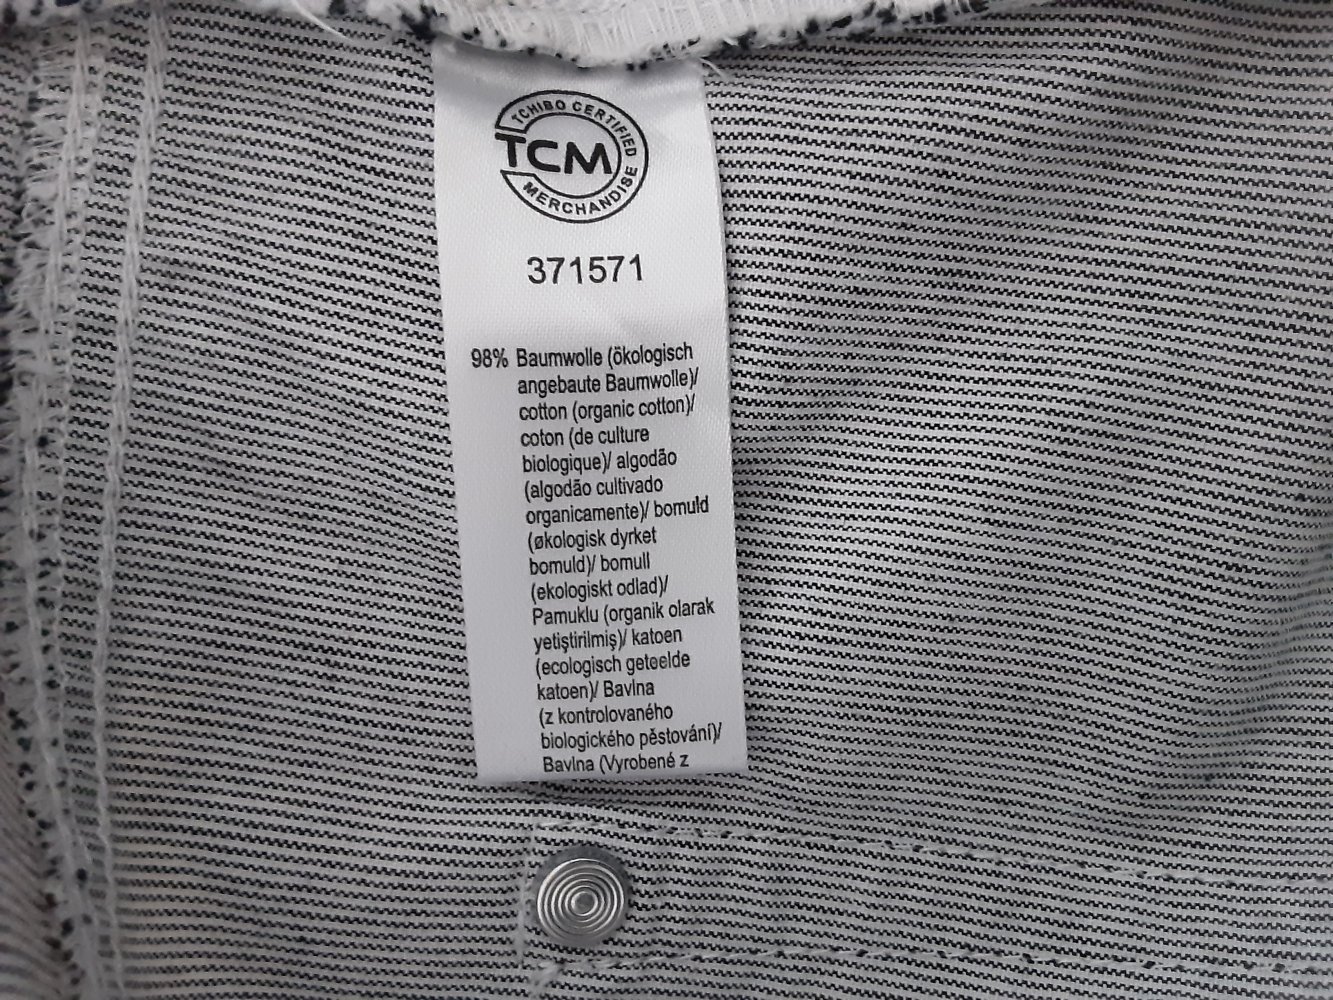 TCHIBO CERTIFIED
TCM
MERCHANDISE
371571
98% Baumwolle (ökologisch
angebaute Baumwolle)/
cotton (organic cotton)/
coton (de culture
biologique)/ algodão
(algodão cultivado
organicamente)/ bomuld
(økologisk dyrket
bomuld)/ bomull
(ekologiskt odlad)/
Pamuklu (organik olarak
yetiştirilmiş)/ katoen
(ecologisch geteelde
katoen)/ Bavlna
(z kontrolovaného
biologického pěstování)/
Bavlna (Vyrobené z